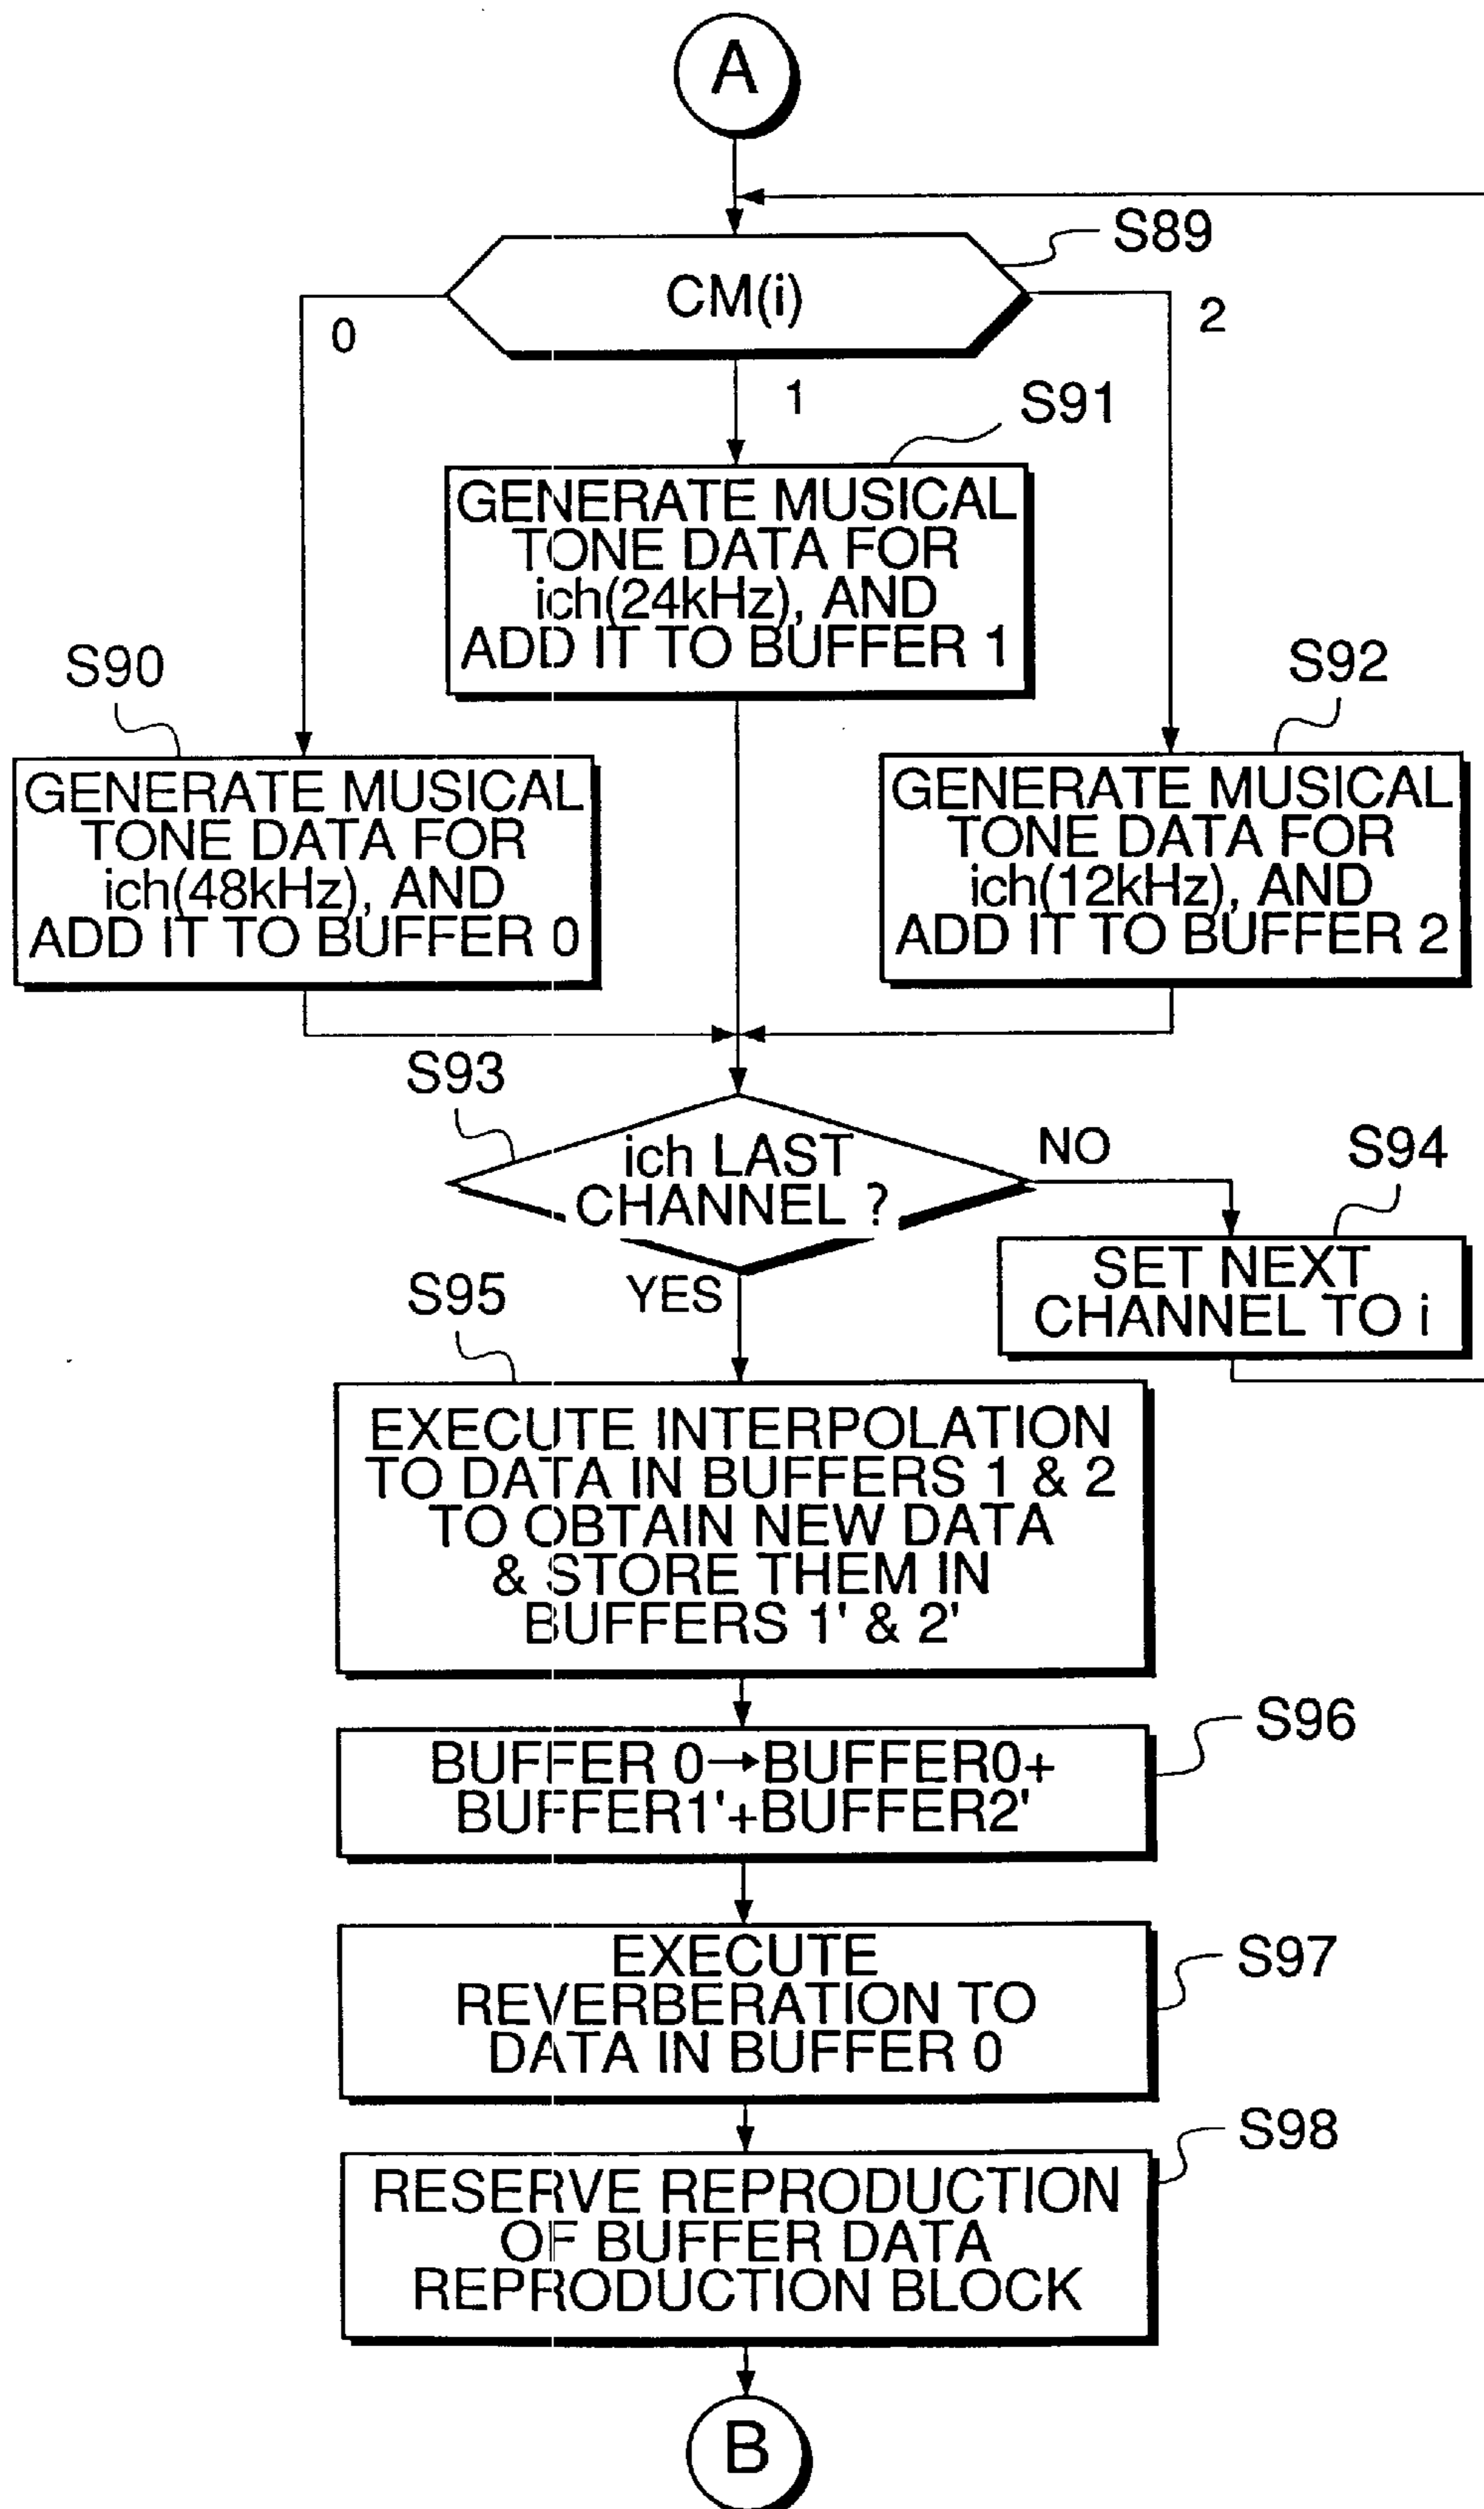 A
S89
CM(i)
0
2
1
S91
GENERATE MUSICAL
TONE DATA FOR
ich(24kHz), AND
ADD IT TO BUFFER 1
S90
S92
GENERATE MUSICAL
TONE DATA FOR
ich(48kHz), AND
ADD IT TO BUFFER 0
GENERATE MUSICAL
TONE DATA FOR
ich(12kHz), AND
ADD IT TO BUFFER 2
S93
ich LAST
CHANNEL ?
NO
S94
SET NEXT
CHANNEL TO i
S95
YES
EXECUTE INTERPOLATION
TO DATA IN BUFFERS 1 & 2
TO OBTAIN NEW DATA
& STORE THEM IN
BUFFERS 1' & 2'
S96
BUFFER 0→BUFFER0+
BUFFER1'+BUFFER2'
S97
EXECUTE
REVERBERATION TO
DATA IN BUFFER 0
S98
RESERVE REPRODUCTION
OF BUFFER DATA
REPRODUCTION BLOCK
B